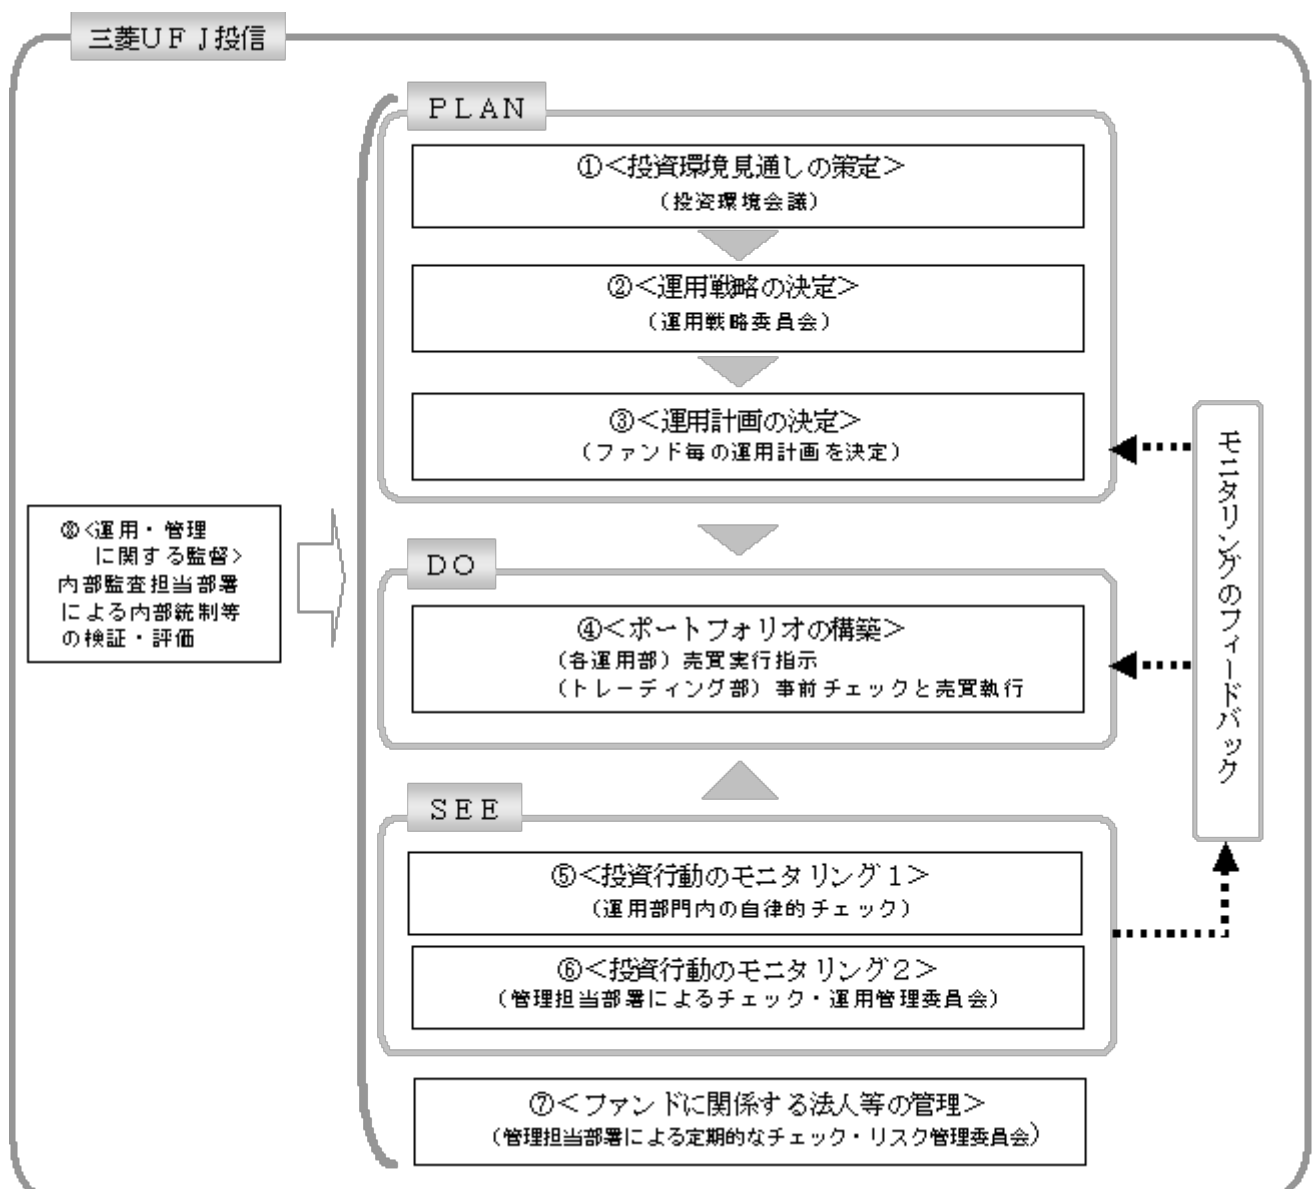 三菱UFJ投信
PLAN
①<投資環境見通しの策定>
(投資環境会議)
②<運用戦略の決定>
(運用戦略委員会)
③<運用計画の決定>
(ファンド毎の運用計画を決定)
DO
④<ポートフォリオの構築>
(各運用部)売買実行指示
(トレーディング部)事前チェックと売買執行
SEE
⑤<投資行動のモニタリング1>
(運用部門内の自律的チェック)
⑥<投資行動のモニタリング2>
(管理担当部署によるチェック・運用管理委員会)
⑦<ファンドに関係する法人等の管理>
(管理担当部署による定期的なチェック・リスク管理委員会)
⑧<運用・管理
に関する監督>
内部監査担当部署
による内部統制等
の検証・評価
モニタリングのフィードバック